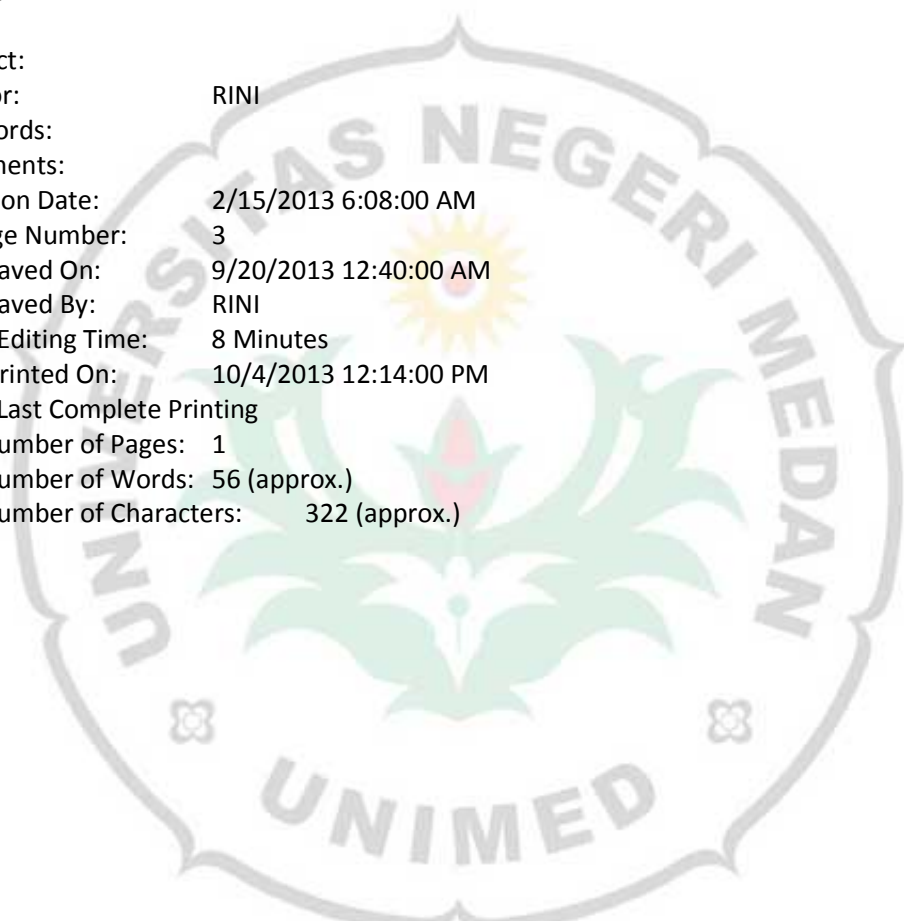 ct:
or: RINI
ords:
ments:
on Date: 2/15/2013 6:08:00 AM
ge Number: 3
aved On: 9/20/2013 12:40:00 AM
aved By: RINI
Editing Time: 8 Minutes
rinted On: 10/4/2013 12:14:00 PM
Last Complete Printing
umber of Pages: 1
umber of Words: 56 (approx.)
umber of Characters: 322 (approx.)
UNIVERSITAS NEGERI MEDAN
UNIMED